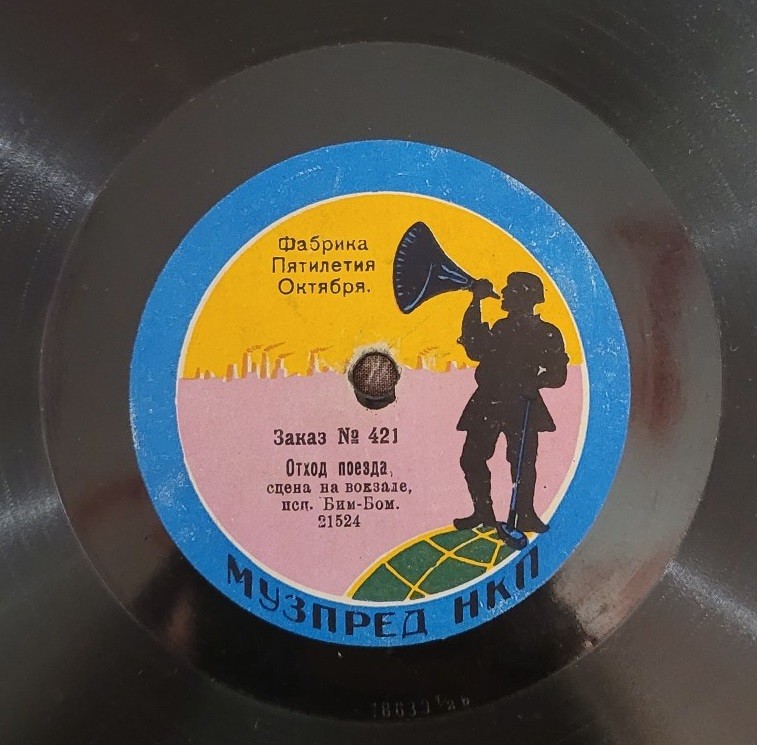 Фабрика
Пятилетия
Октября.
Заказ № 421
Отход поезда,
сцена на вокзале,
исп. Бим-Бом.
21524
МУЗПРЕД НКП